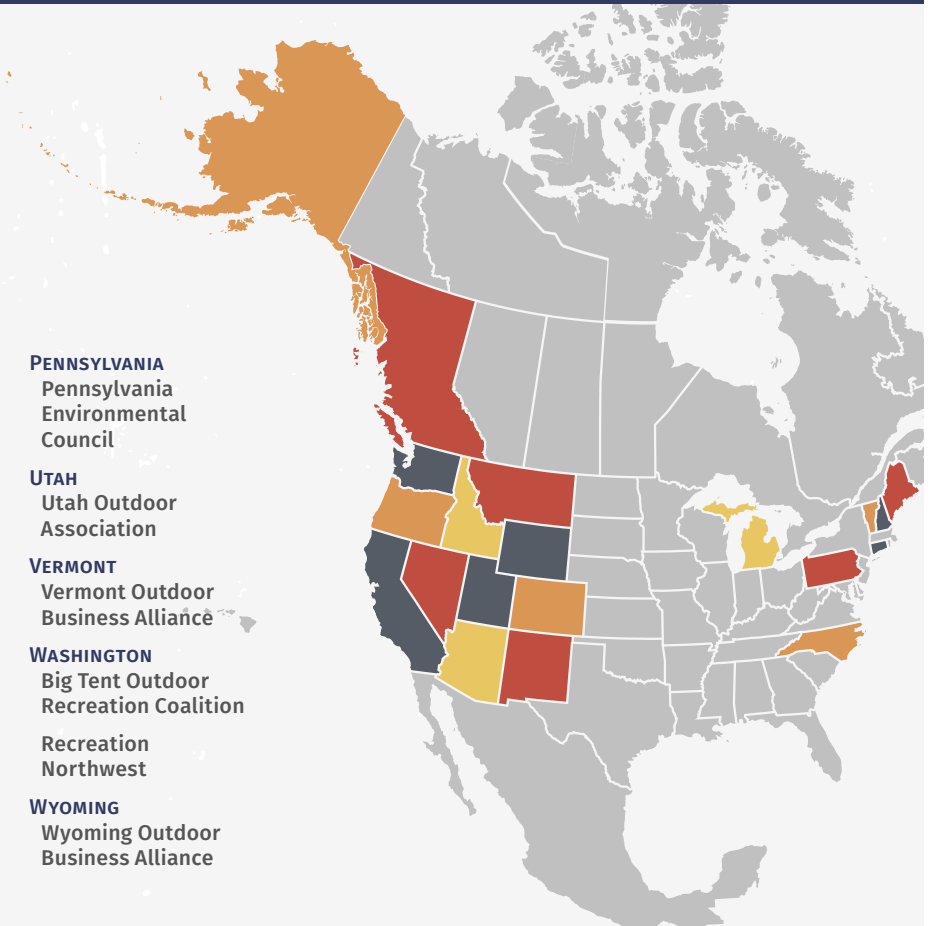 Pennsylvania
Pennsylvania
Environmental
Council
Utah
Utah Outdoor
Association
Vermont
Vermont Outdoor
Business Alliance
Washington
Big Tent Outdoor
Recreation Coalition
Recreation
Northwest
Wyoming
Wyoming Outdoor
Business Alliance